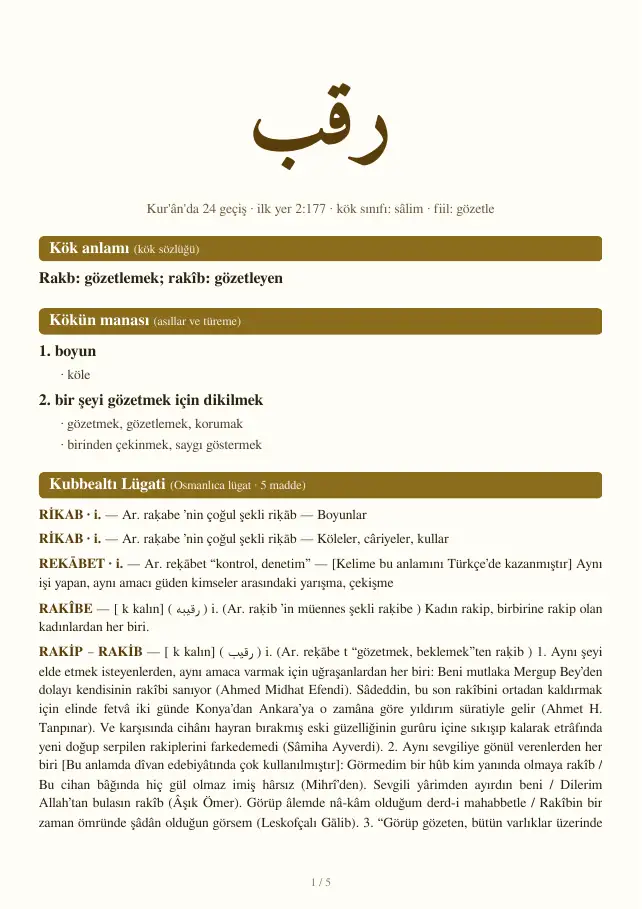 رقب
Kur'ân'da 24 geçiş · ilk yer 2:177 · kök sınıfı: sâlim · fiil: gözetle
Kök anlamı (kök sözlüğü)
Rakb: gözetlemek; rakîb: gözetleyen
Kökün manası (asıllar ve türeme)
1. boyun
· köle
2. bir şeyi gözetmek için dikilmek
· gözetmek, gözetlemek, korumak
· birinden çekinmek, saygı göstermek
Kubbealtı Lügati (Osmanlıca lügat · 5 madde)
RİKAB · i. — Ar. raḳabe ’nin çoğul şekli riḳāb — Boyunlar
RİKAB · i. — Ar. raḳabe ’nin çoğul şekli riḳāb — Köleler, câriyeler, kullar
REKĀBET · i. — Ar. reḳābet “kontrol, denetim” — [Kelime bu anlamını Türkçe’de kazanmıştır] Aynı
işi yapan, aynı amacı güden kimseler arasındaki yarışma, çekişme
RAKÎBE — [ k kalın] ( رقيبه ) i. (Ar. raḳіb ’in müennes şekli raḳіbe ) Kadın rakip, birbirine rakip olan
kadınlardan her biri.
RAKİP – RAKİB — [ k kalın] ( رقيب ) i. (Ar. reḳābe t “gözetmek, beklemek”ten raḳіb ) 1. Aynı şeyi
elde etmek isteyenlerden, aynı amaca varmak için uğraşanlardan her biri: Beni mutlaka Mergup Bey’den
dolayı kendisinin rakîbi sanıyor (Ahmed Midhat Efendi). Sâdeddin, bu son rakîbini ortadan kaldırmak
için elinde fetvâ iki günde Konya’dan Ankara’ya o zamâna göre yıldırım süratiyle gelir (Ahmet H.
Tanpınar). Ve karşısında cihânı hayran bırakmış eski güzelliğinin gurûru içine sıkışıp kalarak etrâfında
yeni doğup serpilen rakiplerini farkedemedi (Sâmiha Ayverdi). 2. Aynı sevgiliye gönül verenlerden her
biri [Bu anlamda dîvan edebiyâtında çok kullanılmıştır]: Görmedim bir hûb kim yanında olmaya rakîb /
Bu cihan bâğında hiç gül olmaz imiş hârsız (Mihrî’den). Sevgili yârimden ayırdın beni / Dilerim
Allah’tan bulasın rakîb (Âşık Ömer). Görüp âlemde nâ-kâm olduğum derd-i mahabbetle / Rakîbin bir
zaman ömründe şâdân olduğun görsem (Leskofçalı Gālib). 3. “Görüp gözeten, bütün varlıklar üzerinde
1 / 5